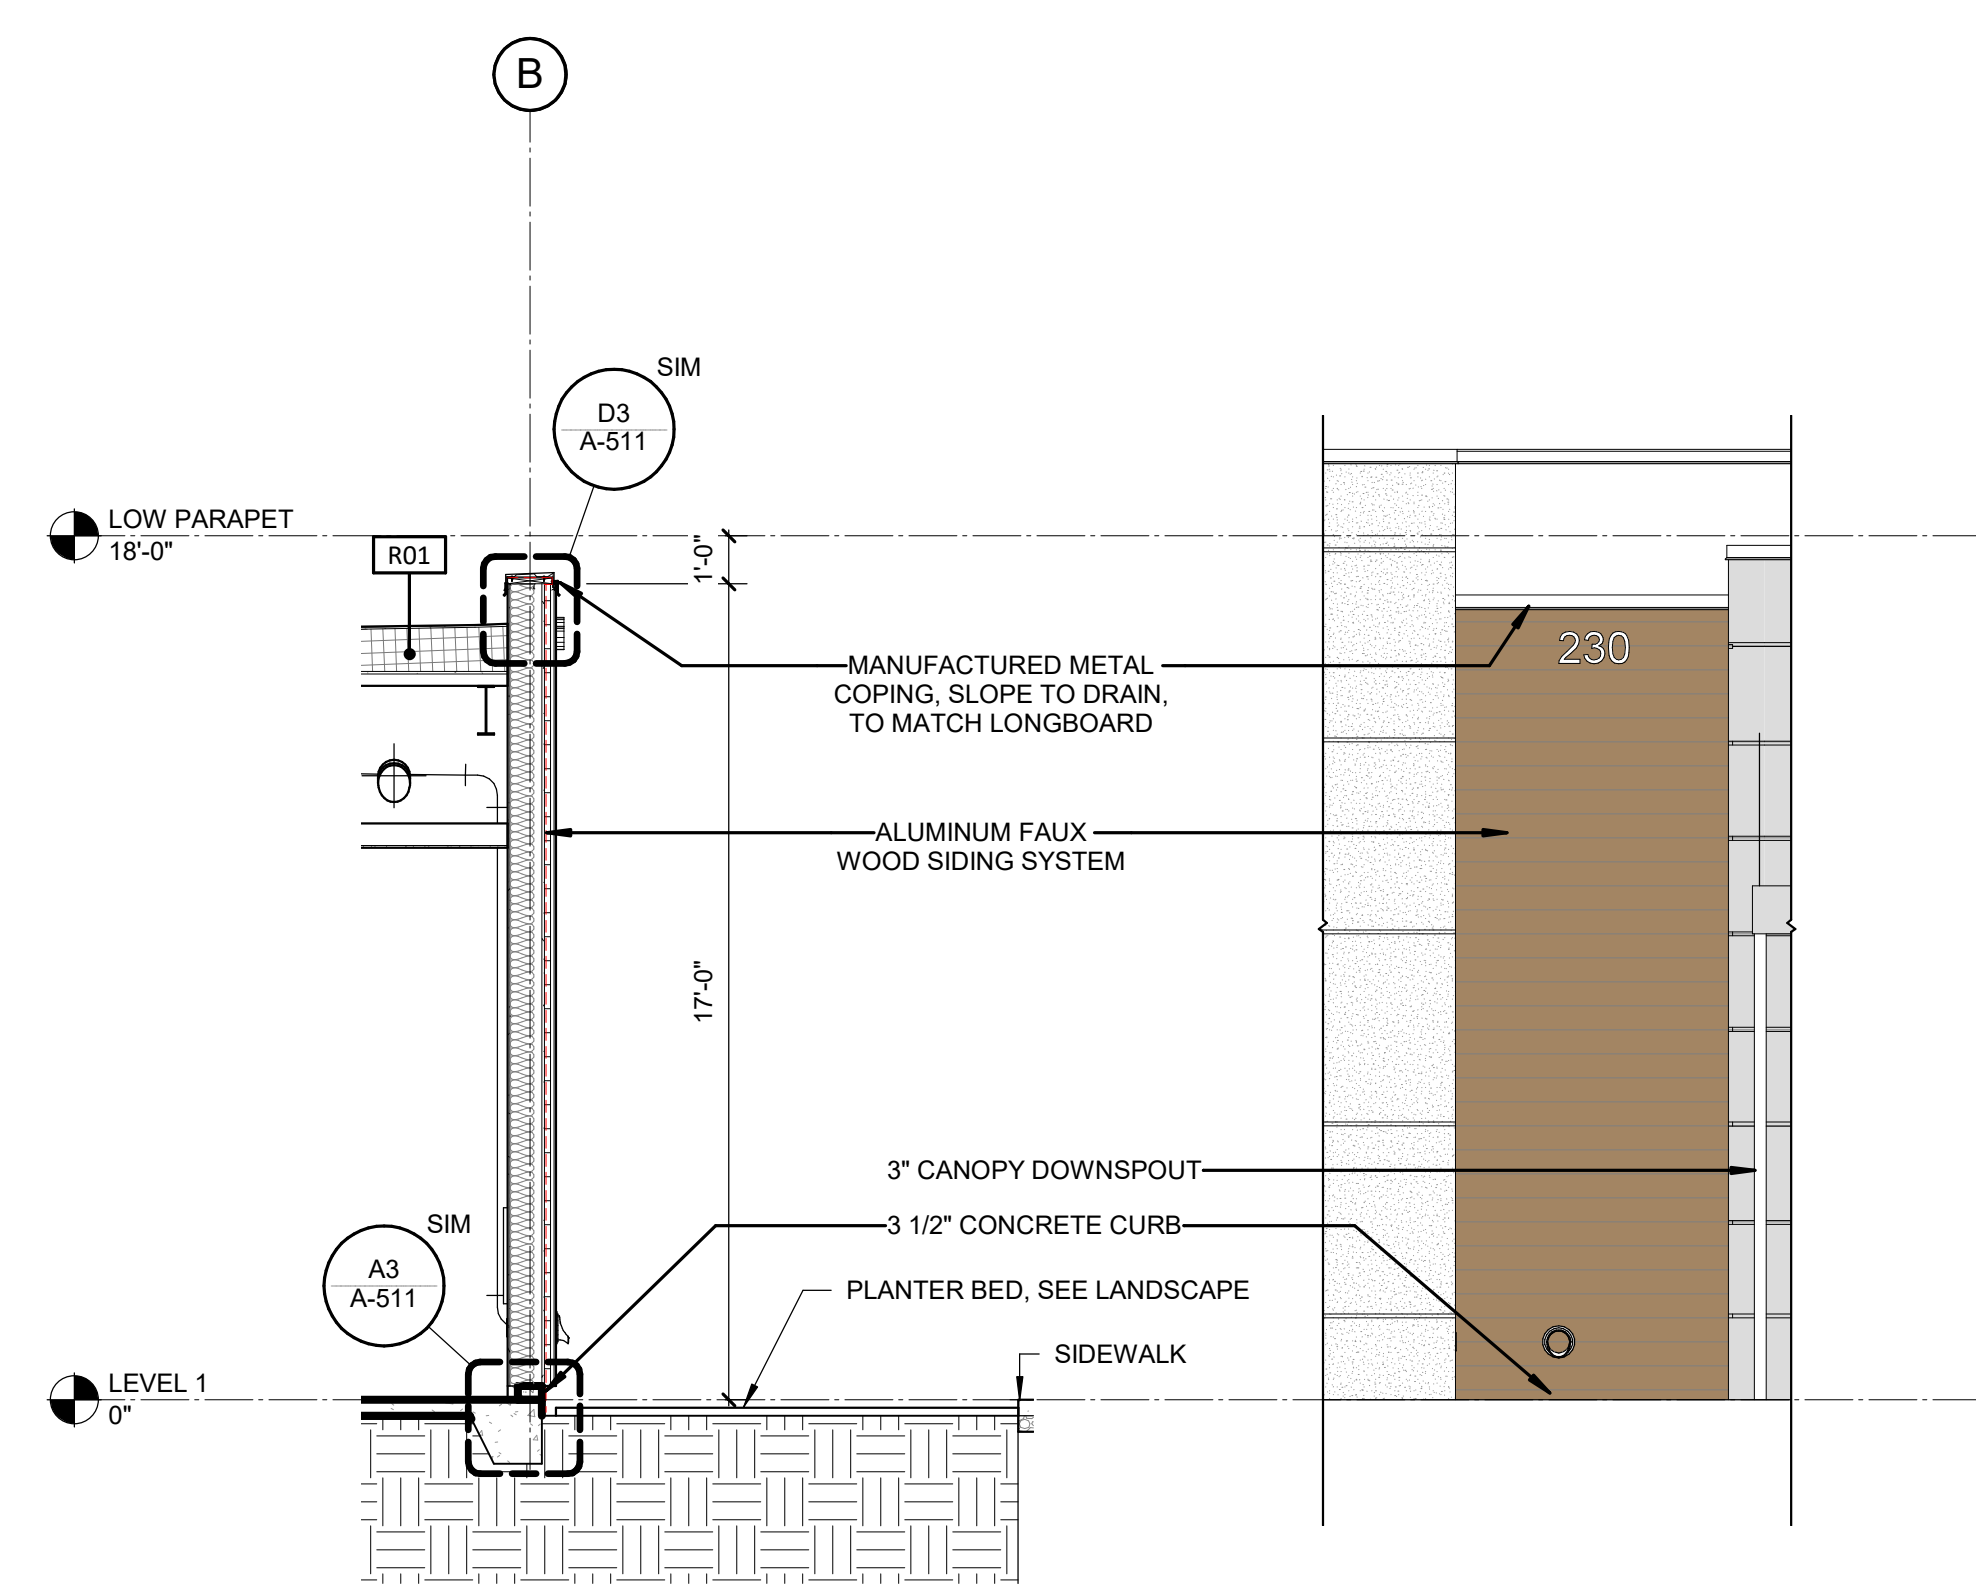 B
SIM
D3
A-511
LOW PARAPET
18'-0"
R01
1'-0"
230
MANUFACTURED METAL
COPING, SLOPE TO DRAIN,
TO MATCH LONGBOARD
ALUMINUM FAUX
WOOD SIDING SYSTEM
17'-0"
3" CANOPY DOWNSPOUT
SIM
3 1/2" CONCRETE CURB
A3
A-511
PLANTER BED, SEE LANDSCAPE
SIDEWALK
LEVEL 1
0"